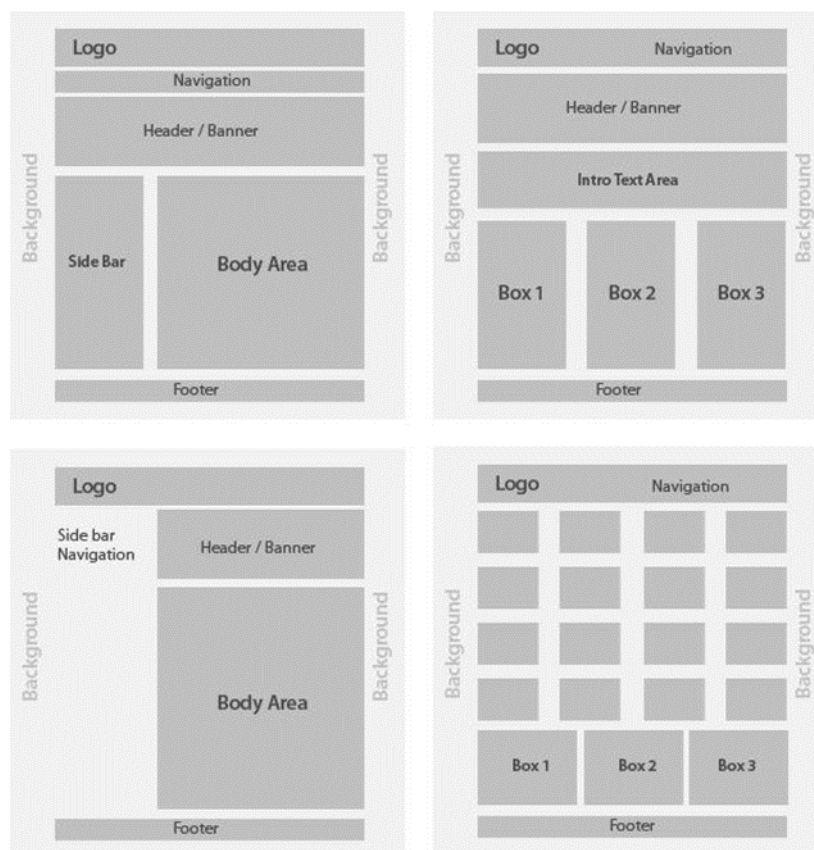 Logo
Navigation
Header / Banner
Background
Side Bar
Body Area
Background
Footer
Logo Navigation
Header / Banner
Background
Intro Text Area
Box 1 Box 2 Box 3
Background
Footer
Logo
Side bar
Navigation
Header / Banner
Background
Body Area
Background
Footer
Logo Navigation
Background
Background
Box 1 Box 2 Box 3
Footer